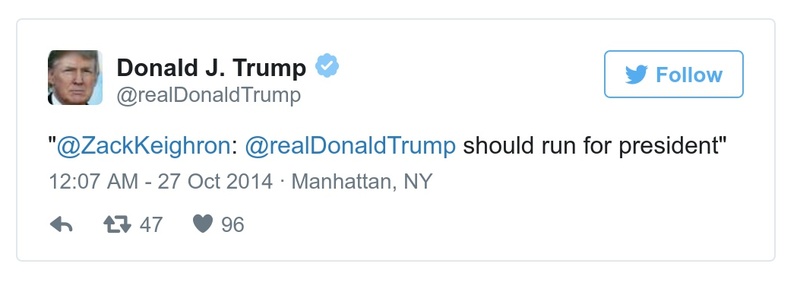 Donald J. Trump
@realDonaldTrump
Follow
"@ZackKeighron: @realDonaldTrump should run for president"
12:07 AM - 27 Oct 2014 · Manhattan, NY
47 96